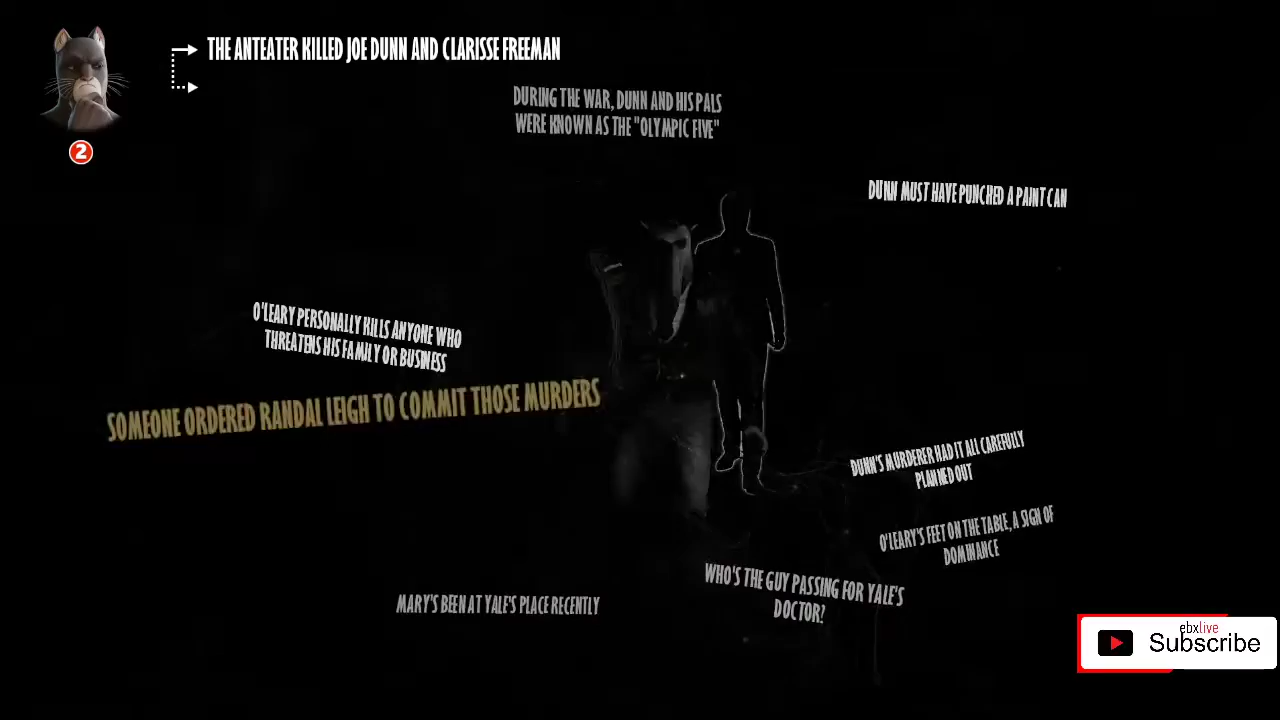 THE ANTEATER KILLED JOE DUNN AND CLARISSE FREEMAN
DURING THE WAR, DUNN AND HIS PALS
WERE KNOWN AS THE "OLYMPIC FIVE"
2
DUNN MUST HAVE PUNCHED A PAINT CAN
O'LEARY PERSONALLY KILLS ANYONE WHO
THREATENS HIS FAMILY OR BUSINESS
SOMEONE ORDERED RANDAL LEIGH TO COMMIT THOSE MURDERS
DUNN'S MURDERER HAD IT ALL CAREFULLY
PLANNED OUT
O'LEARY'S FEET ON THE TABLE, A SIGN OF
DOMINANCE
WHO'S THE GUY PASSING FOR YALE'S
DOCTOR?
MARY'S BEEN AT YALE'S PLACE RECENTLY
ebxlive
Subscribe